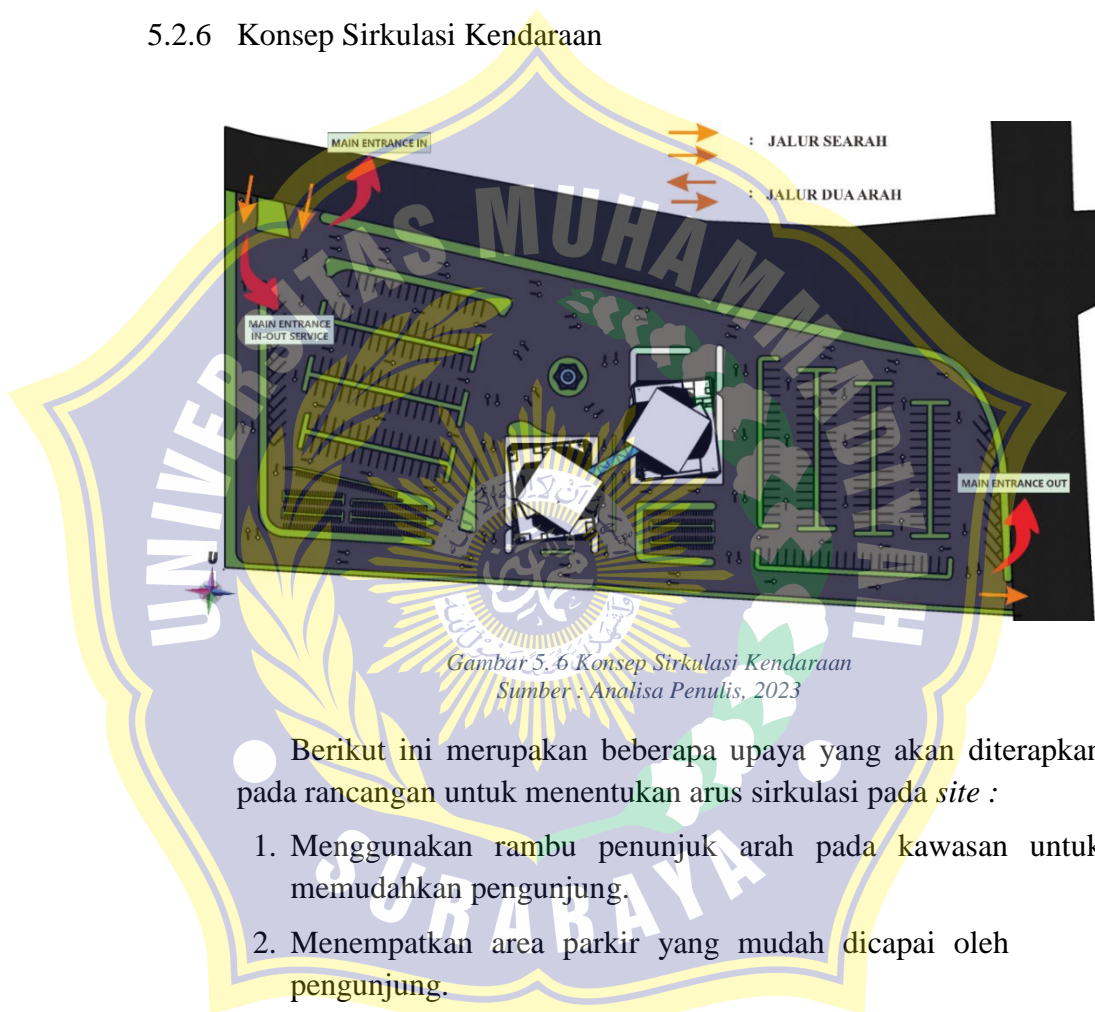 5.2.6 Konsep Sirkulasi Kendaraan
MAIN ENTRANCE IN
: JALUR SEARAH
: JALUR DUA ARAH
MAIN ENTRANCE
IN-OUT SERVICE
MAIN ENTRANCE OUT
U
UNIVERSITAS MUHAMMADIYAH
SURABAYA
Gambar 5. 6 Konsep Sirkulasi Kendaraan
Sumber : Analisa Penulis, 2023
Berikut ini merupakan beberapa upaya yang akan diterapkan
pada rancangan untuk menentukan arus sirkulasi pada site :
1. Menggunakan rambu penunjuk arah pada kawasan untuk
memudahkan pengunjung.
2. Menempatkan area parkir yang mudah dicapai oleh
pengunjung.